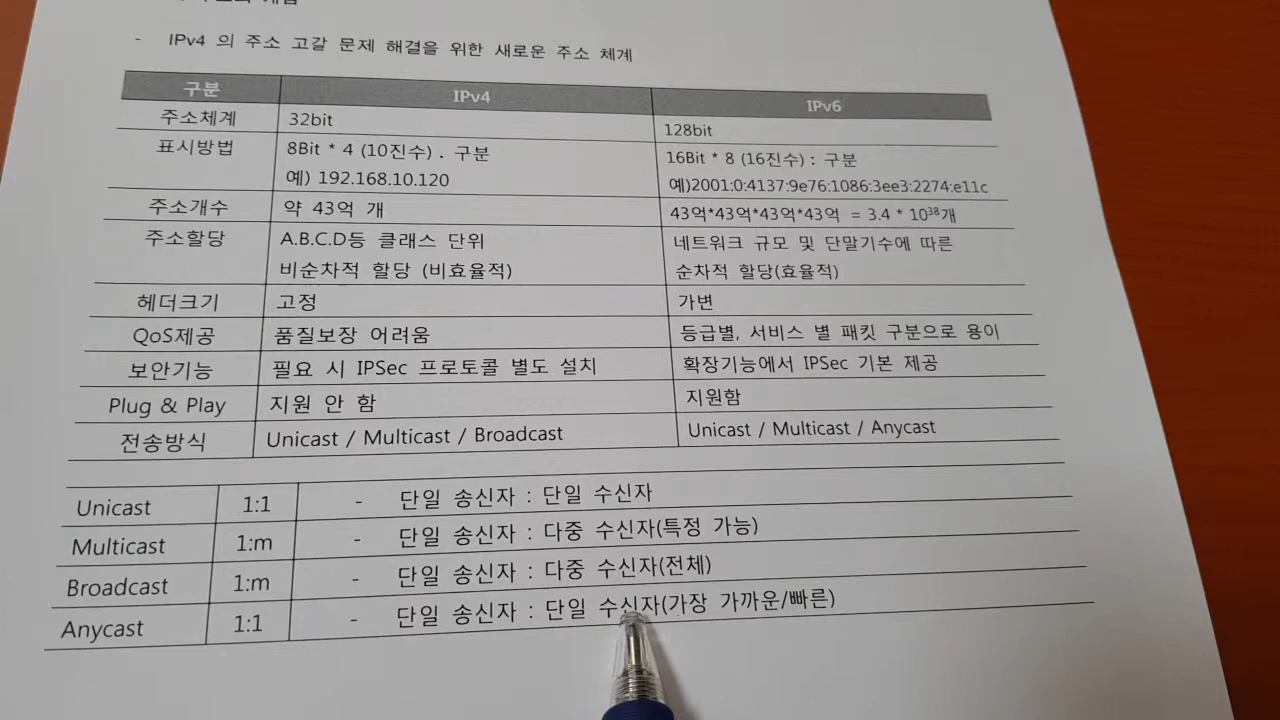 - IPv4 의 주소 고갈 문제 해결을 위한 새로운 주소 체계
구분 IPv4 IPv6
주소체계 32bit 128bit
표시방법 8Bit * 4 (10진수) . 구분 16Bit * 8 (16진수) : 구분
예) 192.168.10.120 예)2001:0:4137:9e76:1086:3ee3:2274:e11c
주소개수 약 43억 개 43억*43억*43억*43억 = 3.4 * 10³⁸개
주소할당 A.B.C.D등 클래스 단위 네트워크 규모 및 단말기수에 따른
비순차적 할당 (비효율적) 순차적 할당(효율적)
헤더크기 고정 가변
QoS제공 품질보장 어려움 등급별, 서비스 별 패킷 구분으로 용이
보안기능 필요 시 IPSec 프로토콜 별도 설치 확장기능에서 IPSec 기본 제공
Plug & Play 지원 안 함 지원함
전송방식 Unicast / Multicast / Broadcast Unicast / Multicast / Anycast
Unicast 1:1 - 단일 송신자 : 단일 수신자
Multicast 1:m - 단일 송신자 : 다중 수신자(특정 가능)
Broadcast 1:m - 단일 송신자 : 다중 수신자(전체)
Anycast 1:1 - 단일 송신자 : 단일 수신자(가장 가까운/빠른)